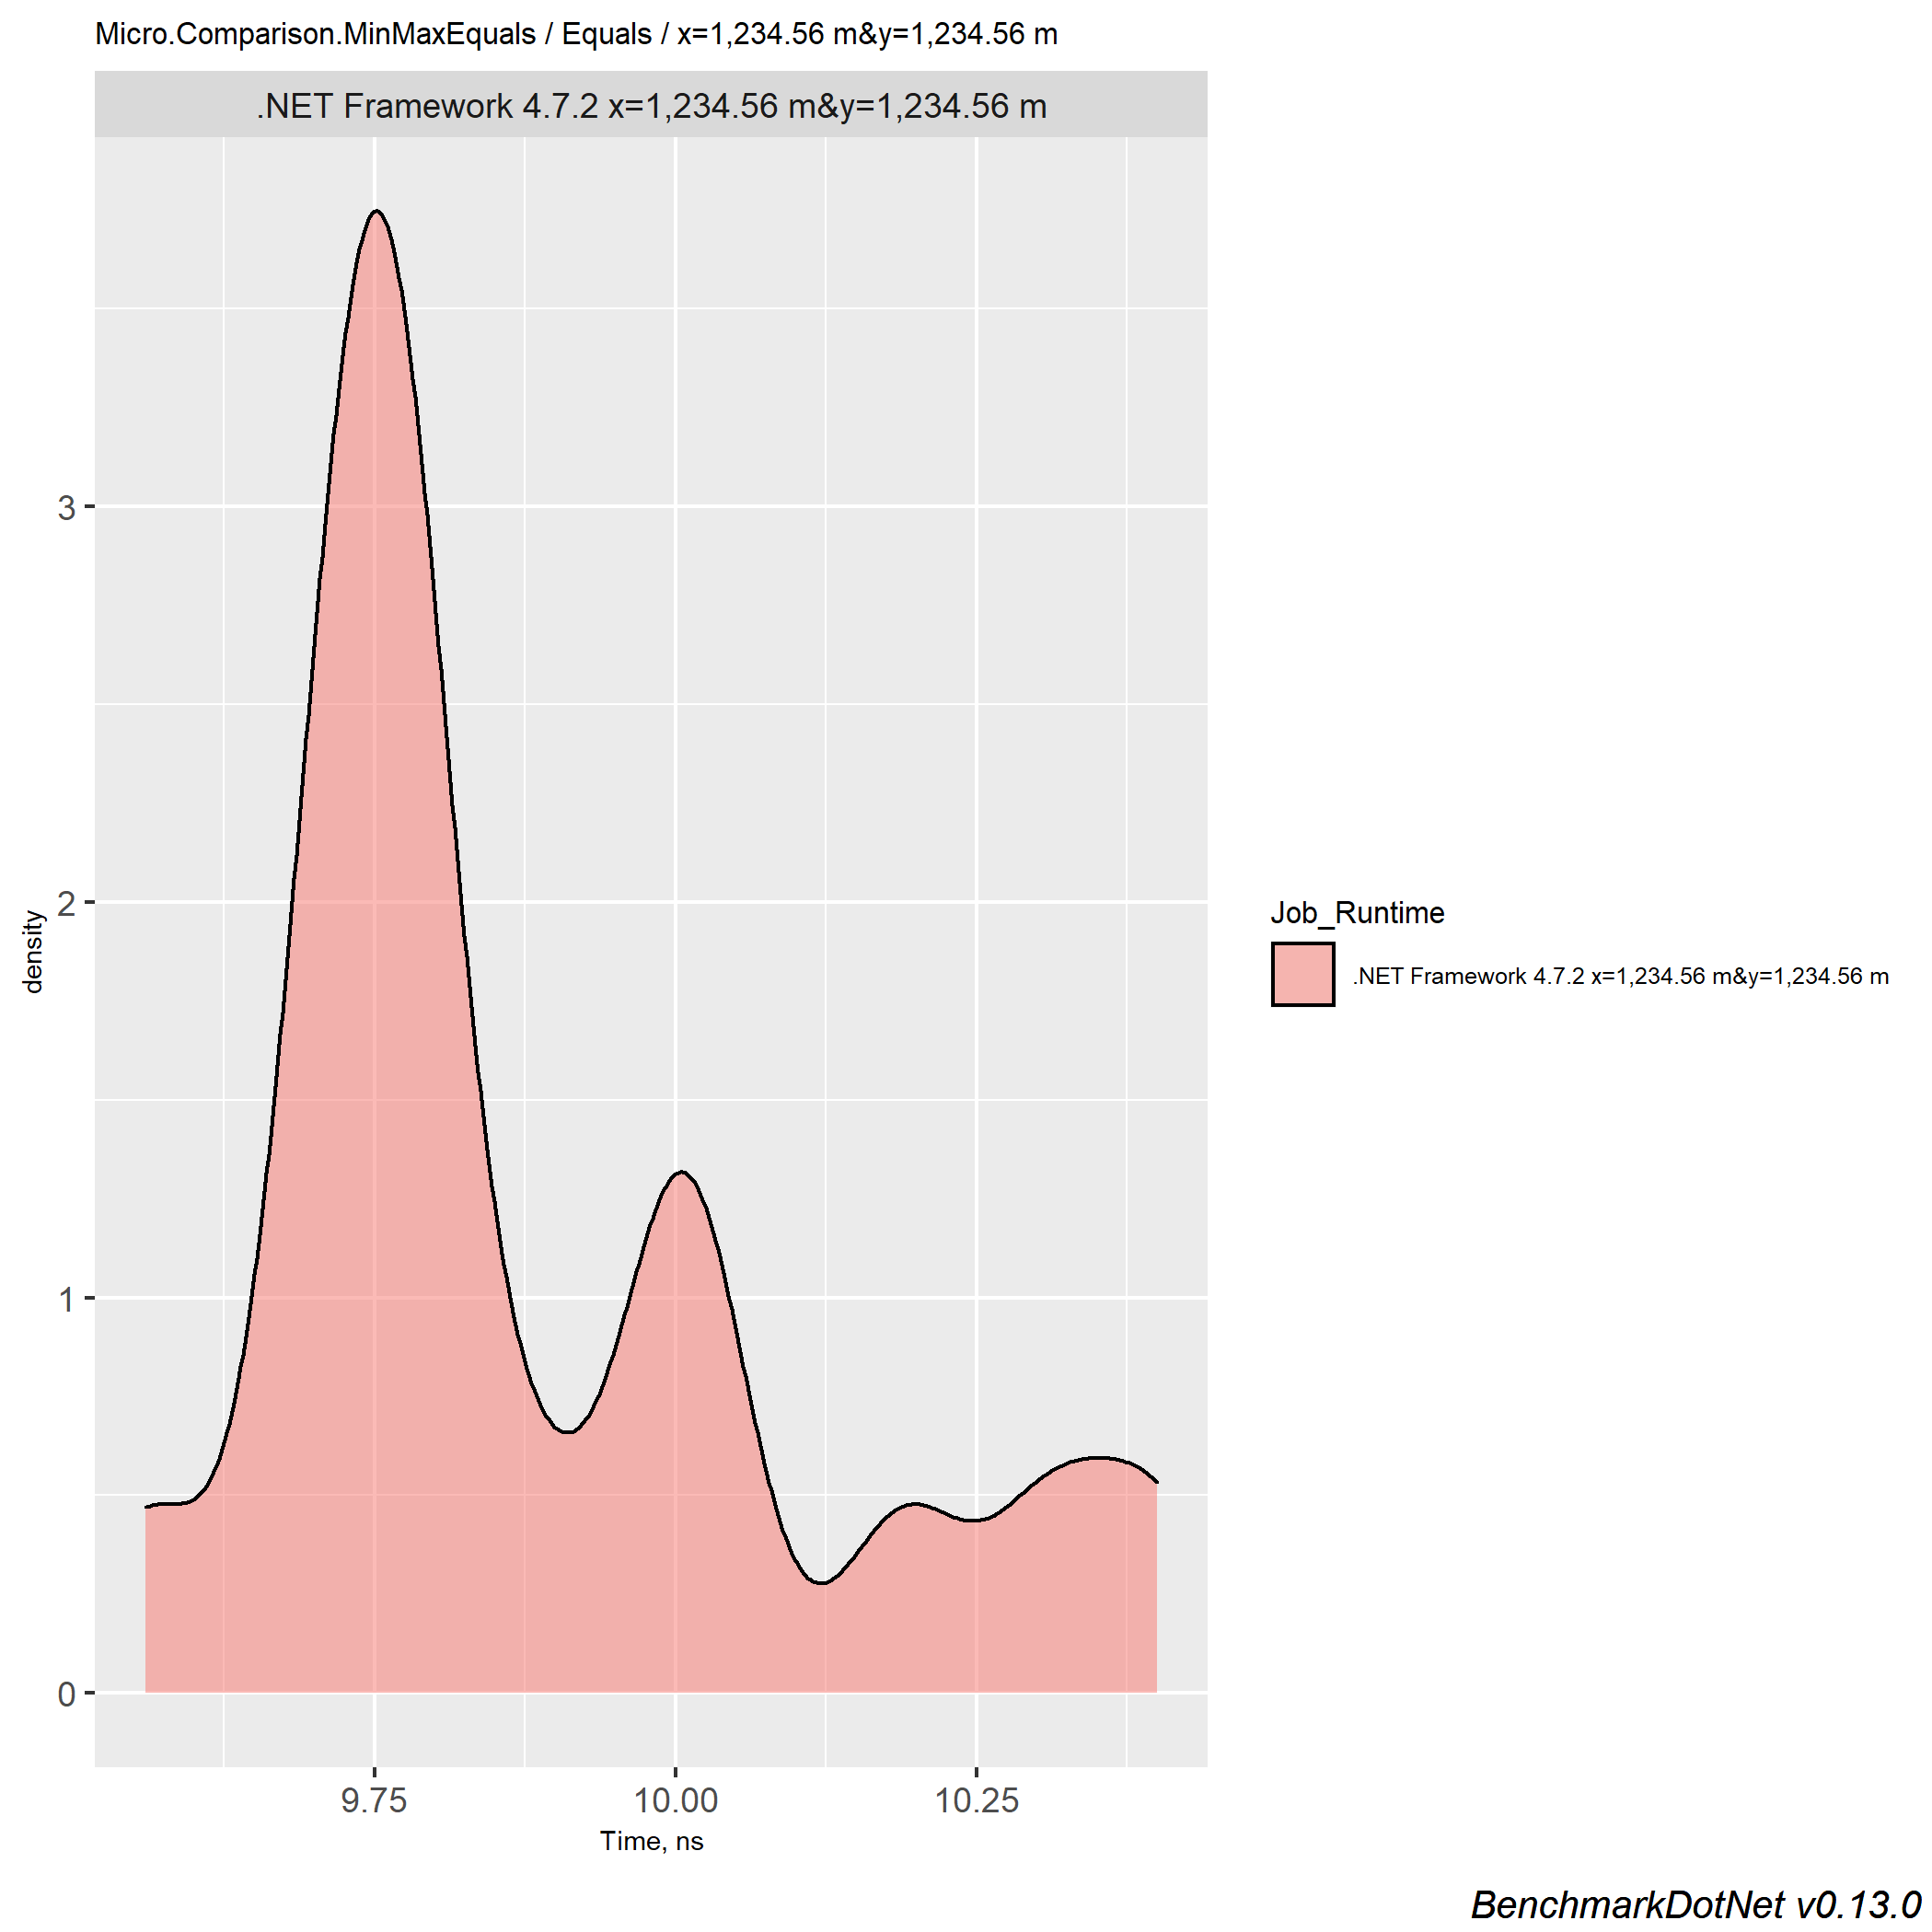 Micro.Comparison.MinMaxEquals / Equals / x=1,234.56 m&y=1,234.56 m
.NET Framework 4.7.2 x=1,234.56 m&y=1,234.56 m
3
2
1
0
density
9.75 10.00 10.25
Time, ns
Job_Runtime
.NET Framework 4.7.2 x=1,234.56 m&y=1,234.56 m
BenchmarkDotNet v0.13.0